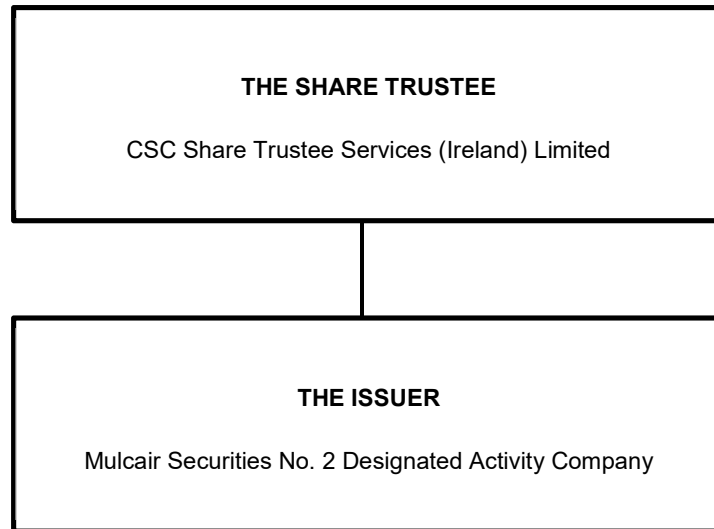 THE SHARE TRUSTEE
CSC Share Trustee Services (Ireland) Limited
THE ISSUER
Mulcair Securities No. 2 Designated Activity Company